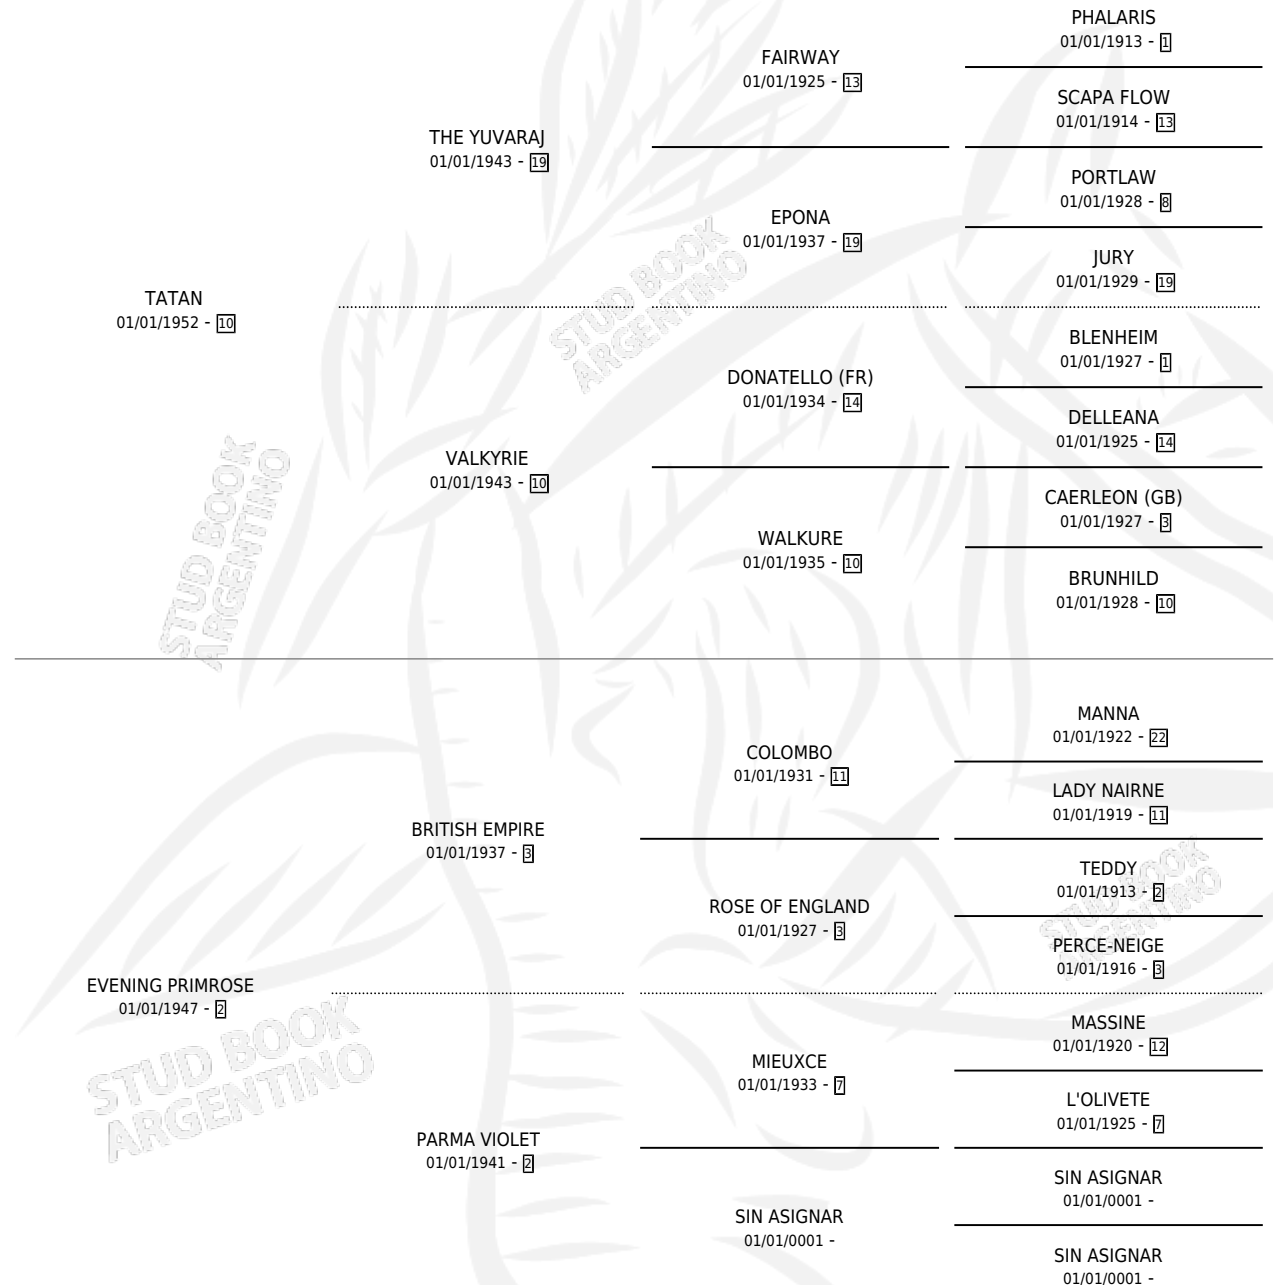 PHALARIS
01/01/1913 - 1
FAIRWAY
01/01/1925 - 13
SCAPA FLOW
01/01/1914 - 13
THE YUVARAJ
01/01/1943 - 19
PORTLAW
01/01/1928 - 8
EPONA
01/01/1937 - 19
JURY
01/01/1929 - 19
TATAN
01/01/1952 - 10
STUD BOOK
ARGENTINO
BLENHEIM
01/01/1927 - 1
DONATELLO (FR)
01/01/1934 - 14
DELLEANA
01/01/1925 - 14
VALKYRIE
01/01/1943 - 10
CAERLEON (GB)
01/01/1927 - 3
WALKURE
01/01/1935 - 10
BRUNHILD
01/01/1928 - 10
STUD BOOK
ARGENTINO
MANNA
01/01/1922 - 22
COLOMBO
01/01/1931 - 11
LADY NAIRNE
01/01/1919 - 11
BRITISH EMPIRE
01/01/1937 - 3
TEDDY
01/01/1913 - 2
ROSE OF ENGLAND
01/01/1927 - 3
PERCE-NEIGE
01/01/1916 - 3
STUD BOOK
ARGENTINO
EVENING PRIMROSE
01/01/1947 - 2
STUD BOOK
ARGENTINO
MASSINE
01/01/1920 - 12
MIEUXCE
01/01/1933 - 7
L'OLIVETE
01/01/1925 - 7
PARMA VIOLET
01/01/1941 - 2
SIN ASIGNAR
01/01/0001 -
SIN ASIGNAR
01/01/0001 -
SIN ASIGNAR
01/01/0001 -